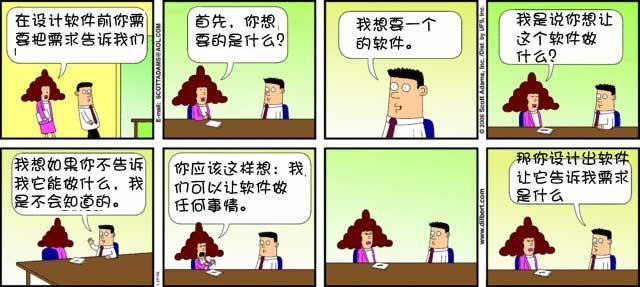 在设计软件前你需
要把需求告诉我们
!
首先，你想
要的是什么？
E-mail: SCOTTADAMS@AOL.COM
我想要一个
的软件。
我是说你想让
这个软件做
什么？
© 2006 Scott Adams, Inc./Dist. by UFS, Inc.
我想如果你不告诉
我它能做什么，我
是不会知道的。
你应该这样想：我
们可以让软件做
任何事情。
www.dilbert.com
那你设计出软件
让它告诉我需求
是什么